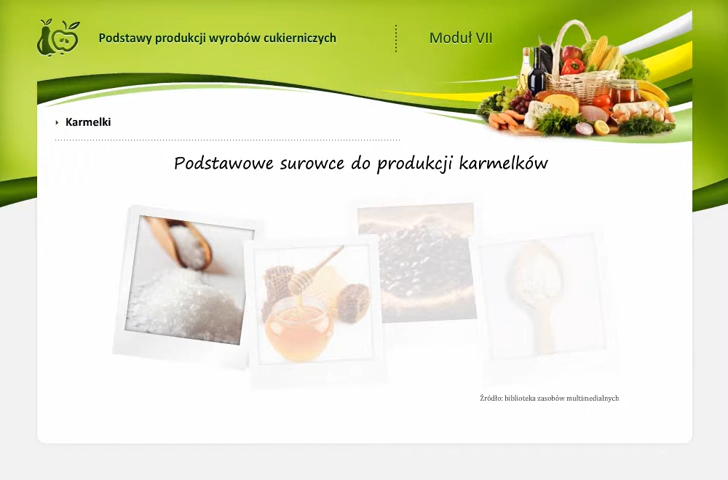 Podstawy produkcji wyrobów cukierniczych
Moduł VII
Karmelki
Podstawowe surowce do produkcji karmelków
Źródło: biblioteka zasobów multimedialnych